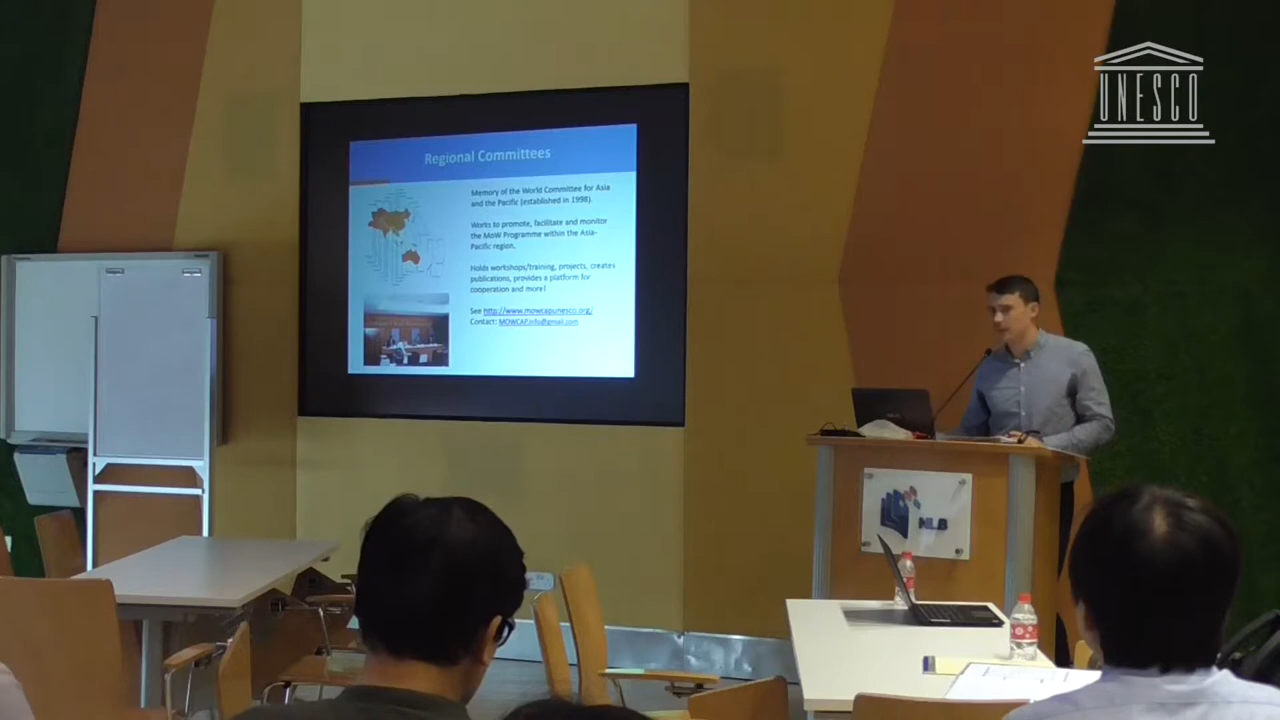 UNESCO
Regional Committees
Memory of the World Committee for Asia
and the Pacific (established in 1998).
Works to promote, facilitate and monitor
the MoW Programme within the Asia-
Pacific region.
Holds workshops/training, projects, creates
publications, provides a platform for
cooperation and more!
See http://www.mowcapunesco.org/
Contact: MOWCAP.info@gmail.com
NLB